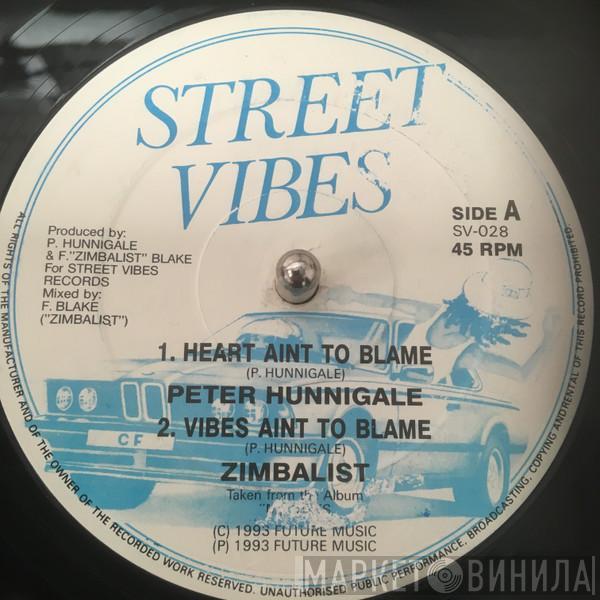 STREET
VIBES
Produced by:
P. HUNNIGALE
& F."ZIMBALIST" BLAKE
For STREET VIBES
RECORDS
Mixed by:
F. BLAKE
("ZIMBALIST")
SIDE A
SV-028
45 RPM
1. HEART AINT TO BLAME
(P. HUNNIGALE)
PETER HUNNIGALE
2. VIBES AINT TO BLAME
(P. HUNNIGALE)
ZIMBALIST
Taken from the Album
(C) 1993 FUTURE MUSIC
(P) 1993 FUTURE MUSIC
CF
ALL RIGHTS OF THE MANUFACTURER AND OF THE OWNER OF THE RECORDED WORK RESERVED. UNAUTHORISED PUBLIC PERFORMANCE, BROADCASTING, COPYING AND RENTAL OF THIS RECORD PROHIBITED.
МАРКЕТ ВИНИЛА